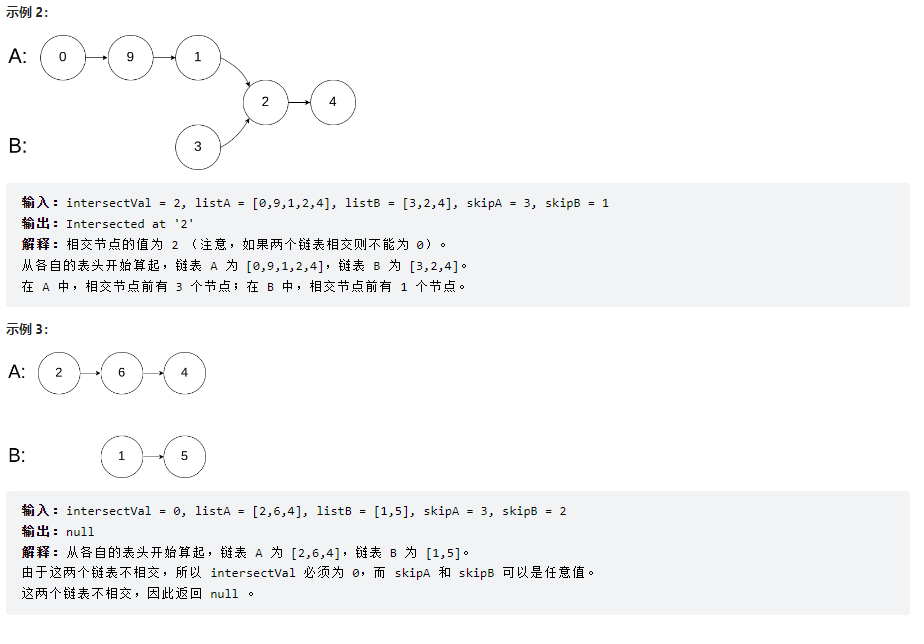 示例 2：
A: 0 9 1
2 4
B: 3
输入：intersectVal = 2, listA = [0,9,1,2,4], listB = [3,2,4], skipA = 3, skipB = 1
输出：Intersected at '2'
解释：相交节点的值为 2 （注意，如果两个链表相交则不能为 0）。
从各自的表头开始算起，链表 A 为 [0,9,1,2,4]，链表 B 为 [3,2,4]。
在 A 中，相交节点前有 3 个节点；在 B 中，相交节点前有 1 个节点。
示例 3：
A: 2 6 4
B: 1 5
输入：intersectVal = 0, listA = [2,6,4], listB = [1,5], skipA = 3, skipB = 2
输出：null
解释：从各自的表头开始算起，链表 A 为 [2,6,4]，链表 B 为 [1,5]。
由于这两个链表不相交，所以 intersectVal 必须为 0，而 skipA 和 skipB 可以是任意值。
这两个链表不相交，因此返回 null 。